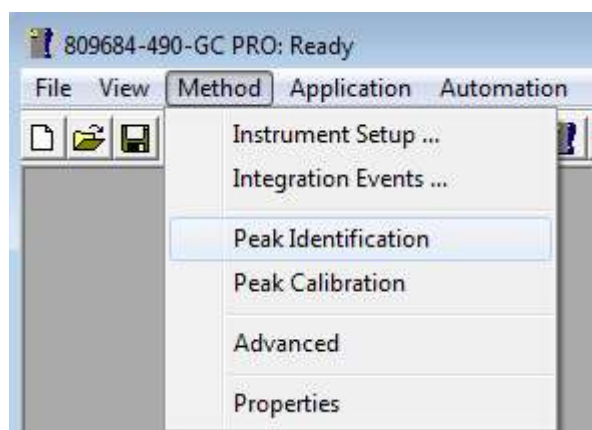 809684-490-GC PRO: Ready
File View Method Application Automation
Instrument Setup ...
Integration Events ...
Peak Identification
Peak Calibration
Advanced
Properties